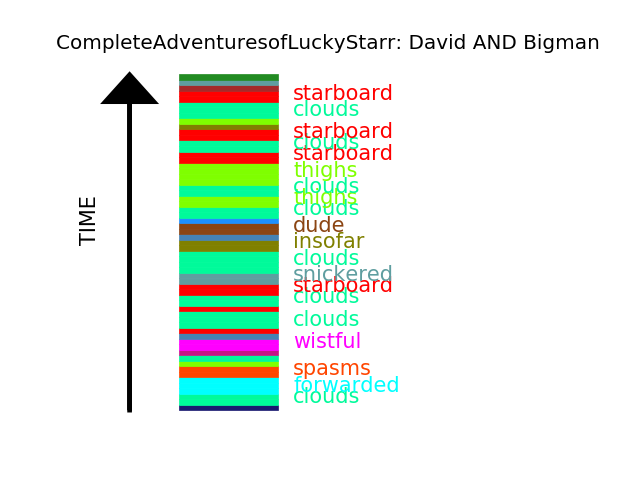 CompleteAdventuresofLuckyStarr: David AND Bigman
starboard
clouds
starboard
clouds
starboard
thighs
clouds
thighs
clouds
dude
insofar
clouds
snickered
starboard
clouds
clouds
wistful
spasms
forwarded
clouds
TIME